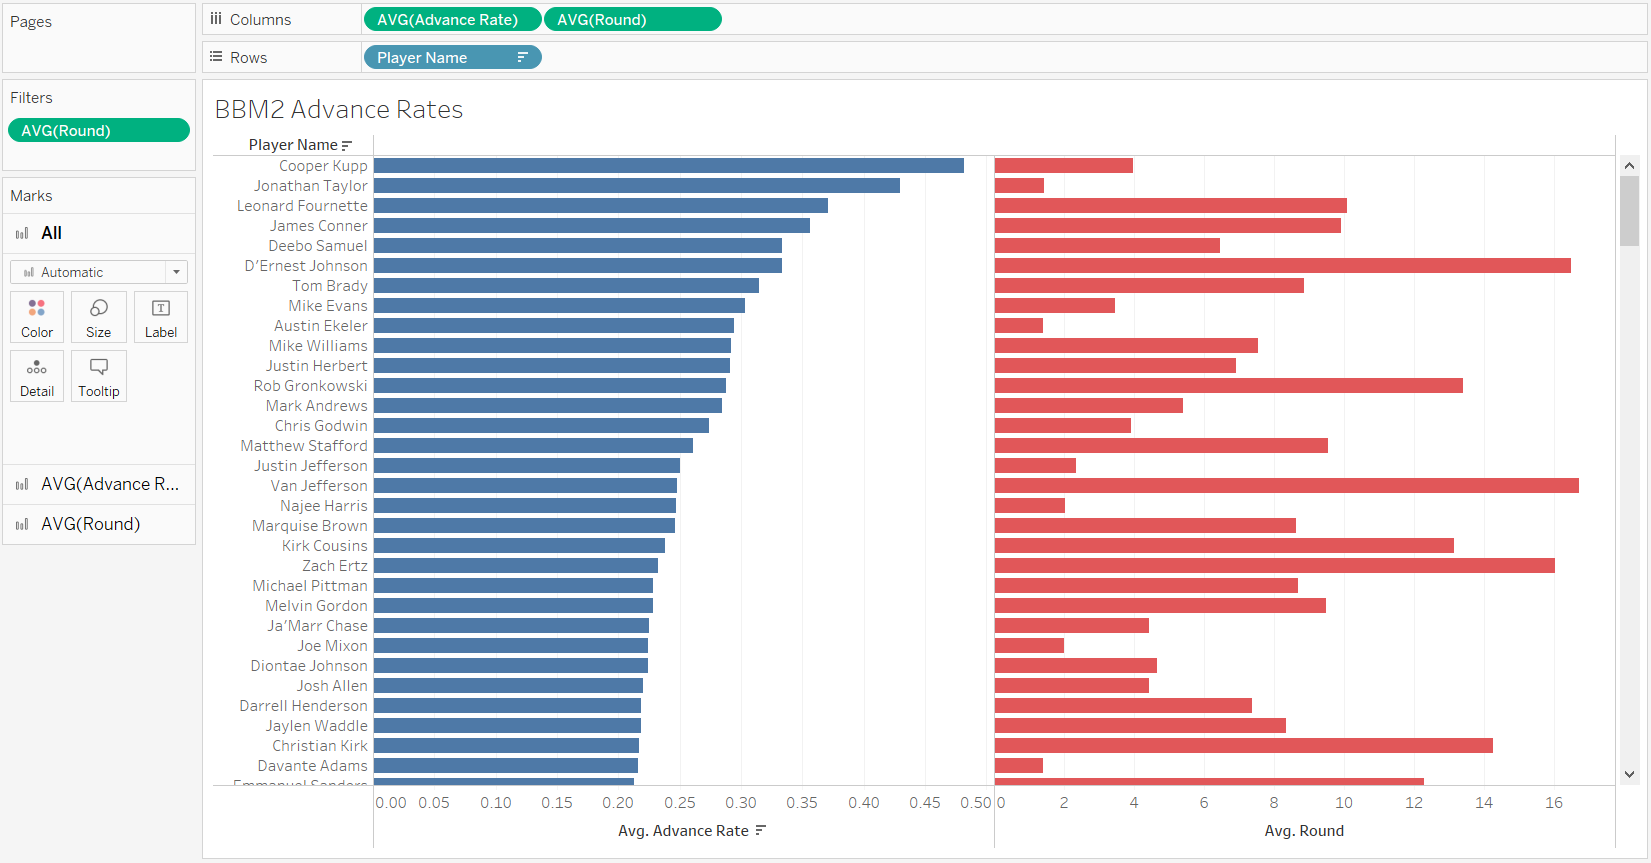 Pages
Columns
AVG(Advance Rate)
AVG(Round)
Rows
Player Name
Filters
AVG(Round)
Marks
All
Automatic
Color
Size
Label
Detail
Tooltip
AVG(Advance R...
AVG(Round)
BBM2 Advance Rates
Player Name
Cooper Kupp
Jonathan Taylor
Leonard Fournette
James Conner
Deebo Samuel
D'Ernest Johnson
Tom Brady
Mike Evans
Austin Ekeler
Mike Williams
Justin Herbert
Rob Gronkowski
Mark Andrews
Chris Godwin
Matthew Stafford
Justin Jefferson
Van Jefferson
Najee Harris
Marquise Brown
Kirk Cousins
Zach Ertz
Michael Pittman
Melvin Gordon
Ja'Marr Chase
Joe Mixon
Diontae Johnson
Josh Allen
Darrell Henderson
Jaylen Waddle
Christian Kirk
Davante Adams
Emmanuel Sanders
0.00 0.05 0.10 0.15 0.20 0.25 0.30 0.35 0.40 0.45 0.50
0 2 4 6 8 10 12 14 16
Avg. Advance Rate
Avg. Round